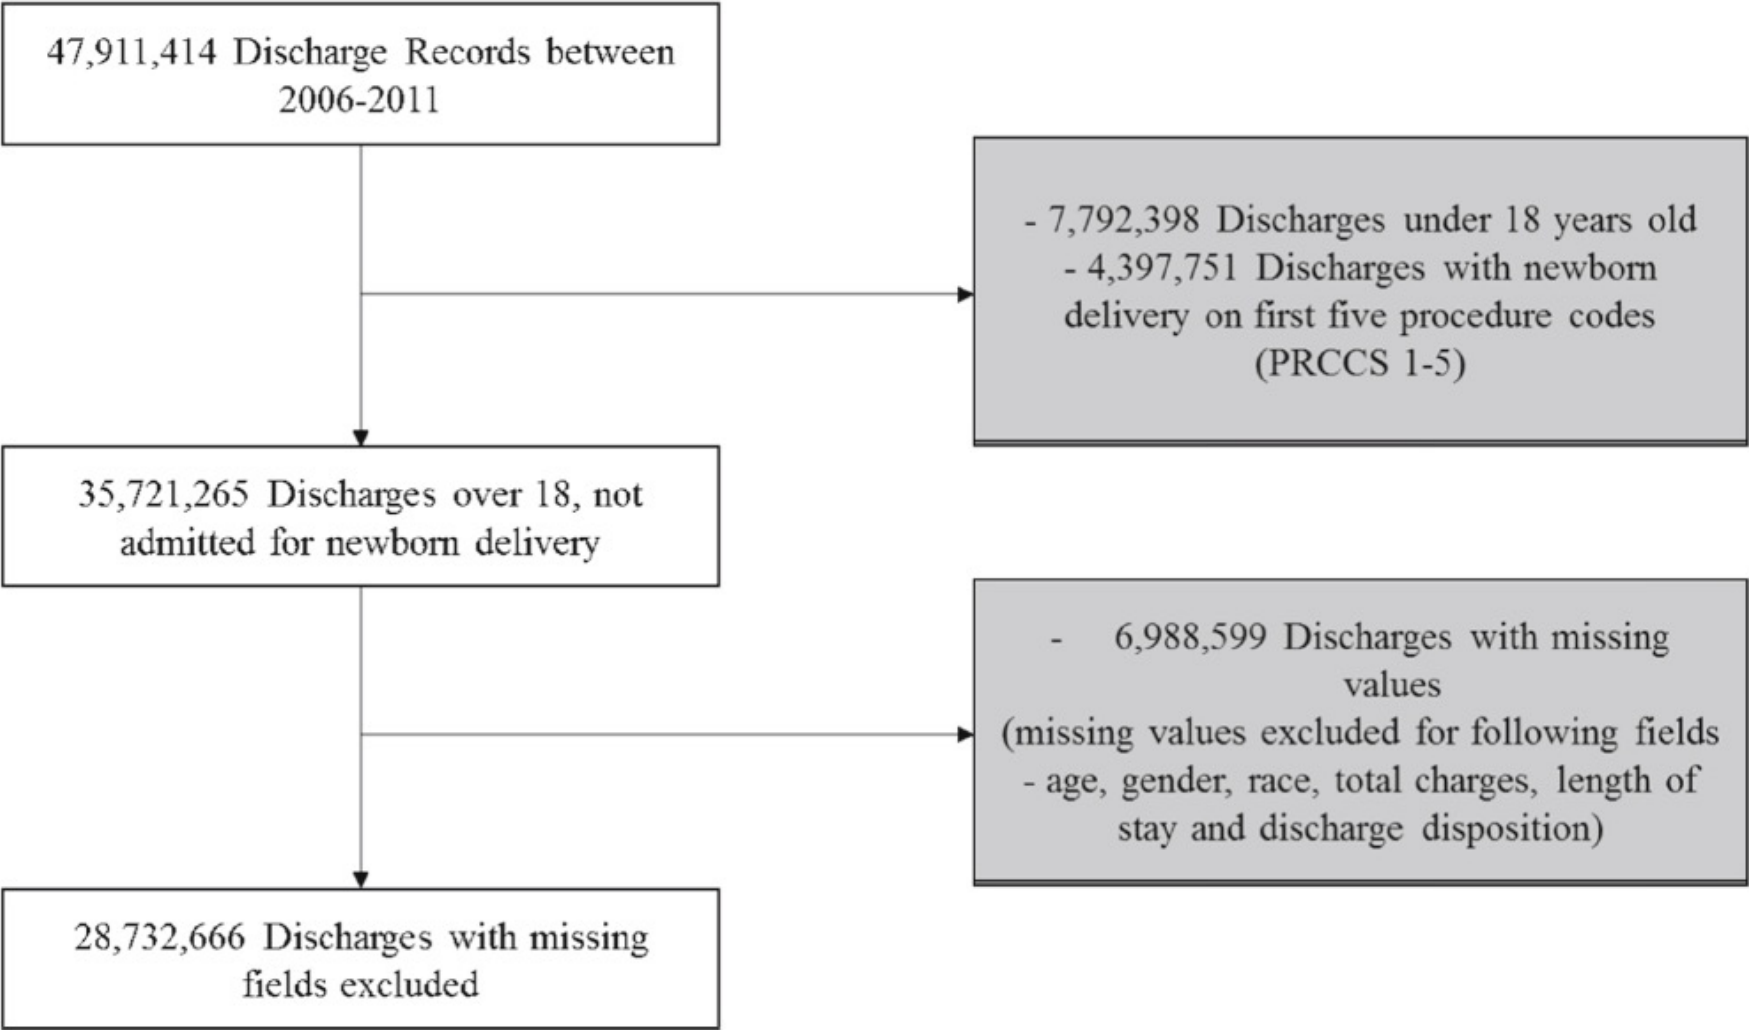 47,911,414 Discharge Records between
2006-2011
- 7,792,398 Discharges under 18 years old
- 4,397,751 Discharges with newborn
delivery on first five procedure codes
(PRCCS 1-5)
35,721,265 Discharges over 18, not
admitted for newborn delivery
- 6,988,599 Discharges with missing
values
(missing values excluded for following fields
- age, gender, race, total charges, length of
stay and discharge disposition)
28,732,666 Discharges with missing
fields excluded